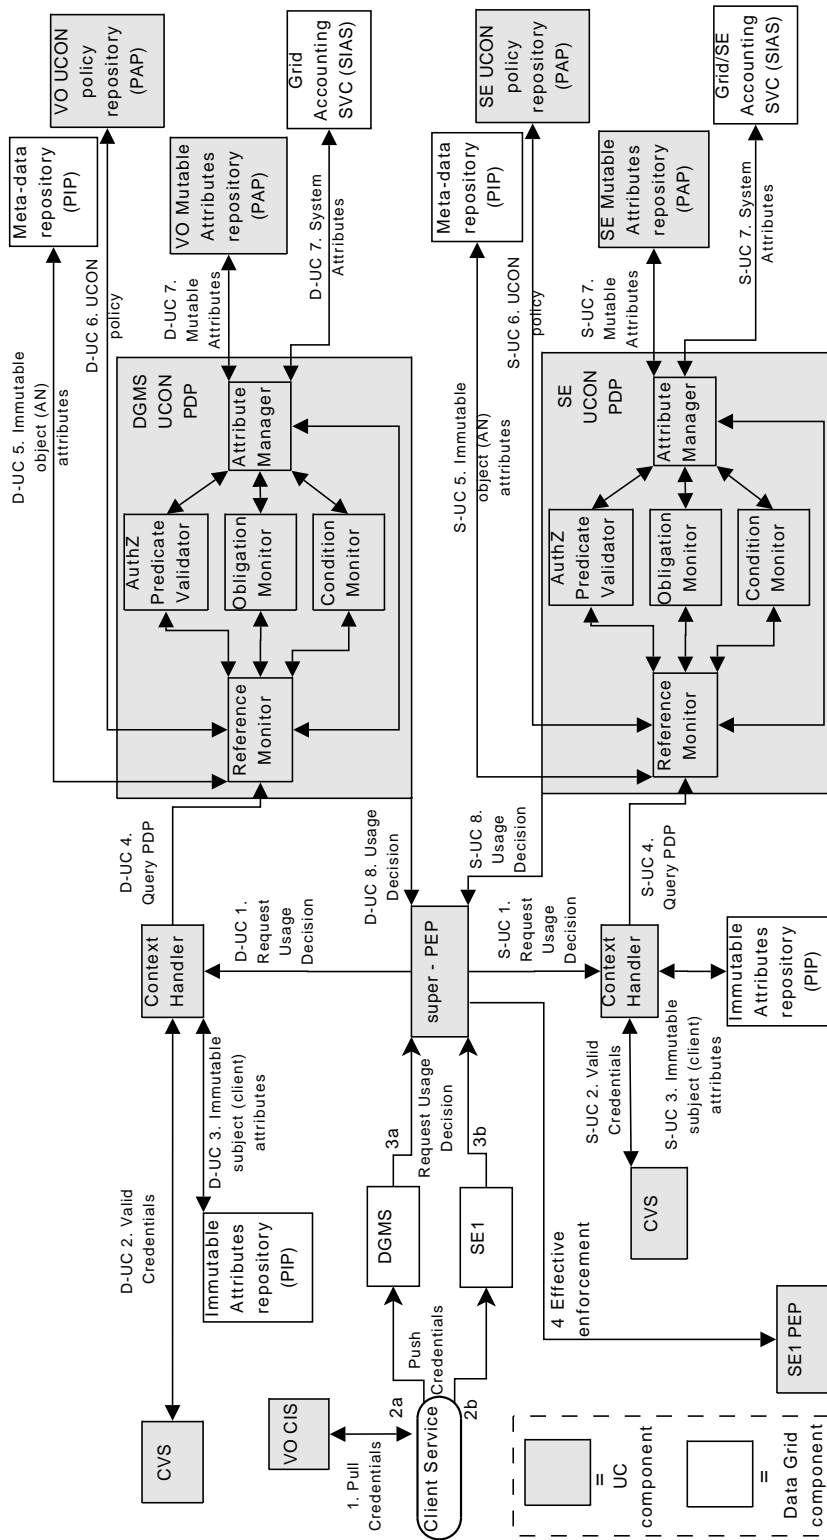 VO UCON
policy
repository
(PAP)
Meta-data
repository
(PIP)
VO Mutable
Attributes
repository
(PAP)
Grid
Accounting
SVC (SIAS)
D-UC 5. Immutable
object (AN)
attributes
D-UC 6. UCON
policy
D-UC 7.
Mutable
Attributes
D-UC 7. System
Attributes
DGMS
UCON
PDP
Attribute
Manager
AuthZ
Predicate
Validator
Obligation
Monitor
Condition
Monitor
Reference
Monitor
D-UC 4.
Query PDP
D-UC 8. Usage
Decision
Context
Handler
D-UC 1.
Request
Usage
Decision
D-UC 2. Valid
Credentials
D-UC 3. Immutable
subject (client)
attributes
CVS
Immutable
Attributes
repository
(PIP)
SE UCON
policy
repository
(PAP)
Meta-data
repository
(PIP)
SE Mutable
Attributes
repository
(PAP)
Grid/SE
Accounting
SVC (SIAS)
S-UC 5. Immutable
object (AN)
attributes
S-UC 6. UCON
policy
S-UC 7.
Mutable
Attributes
S-UC 7. System
Attributes
SE
UCON
PDP
Attribute
Manager
AuthZ
Predicate
Validator
Obligation
Monitor
Condition
Monitor
Reference
Monitor
S-UC 8.
Usage
Decision
S-UC 4.
Query PDP
super - PEP
S-UC 1.
Request
Usage
Decision
Context
Handler
Immutable
Attributes
repository
(PIP)
S-UC 2. Valid
Credentials
S-UC 3. Immutable
subject (client)
attributes
CVS
3a
Request Usage
Decision
3b
DGMS
SE1
2a
Push
Credentials
2b
VO CIS
1. Pull
Credentials
Client Service
4 Effective
enforcement
SE1 PEP
=
UC
component
=
Data Grid
component